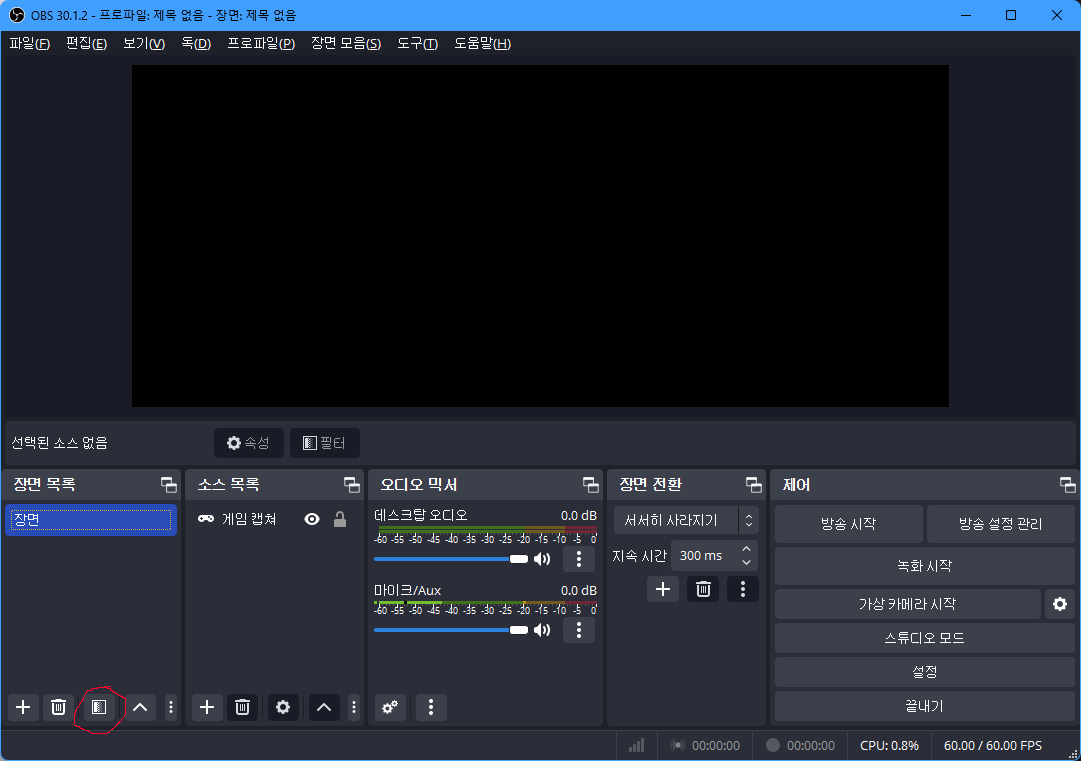 OBS 30.1.2 - 프로파일: 제목 없음 - 장면: 제목 없음
파일(F) 편집(E) 보기(V) 독(D) 프로파일(P) 장면 모음(S) 도구(T) 도움말(H)
선택된 소스 없음 속성 필터
장면 목록
장면
소스 목록
게임 캡쳐
오디오 믹서
데스크탑 오디오 0.0 dB
-60 -55 -50 -45 -40 -35 -30 -25 -20 -15 -10 -5 0
마이크/Aux 0.0 dB
-60 -55 -50 -45 -40 -35 -30 -25 -20 -15 -10 -5 0
장면 전환
서서히 사라지기
지속 시간 300 ms
제어
방송 시작 방송 설정 관리
녹화 시작
가상 카메라 시작
스튜디오 모드
설정
끝내기
00:00:00 00:00:00 CPU: 0.8% 60.00 / 60.00 FPS